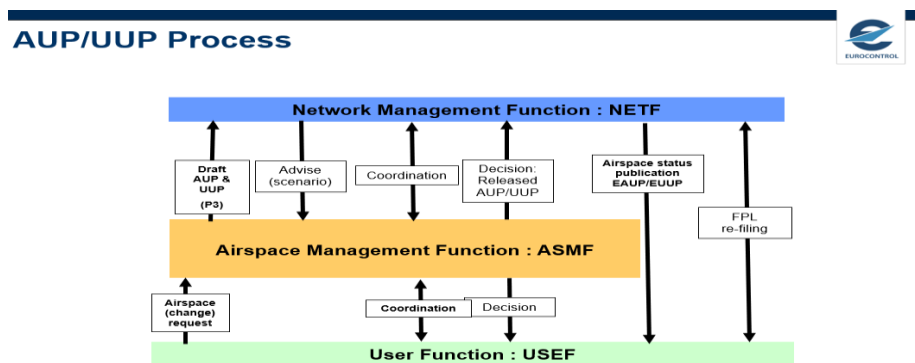 AUP/UUP Process
EUROCONTROL
Network Management Function : NETF
Draft
AUP &
UUP
(P3)
Advise
(scenario)
Coordination
Decision:
Released
AUP/UUP
Airspace status
publication
EAUP/EUUP
FPL
re-filing
Airspace Management Function : ASMF
Airspace
(change)
request
Coordination
Decision
User Function : USEF